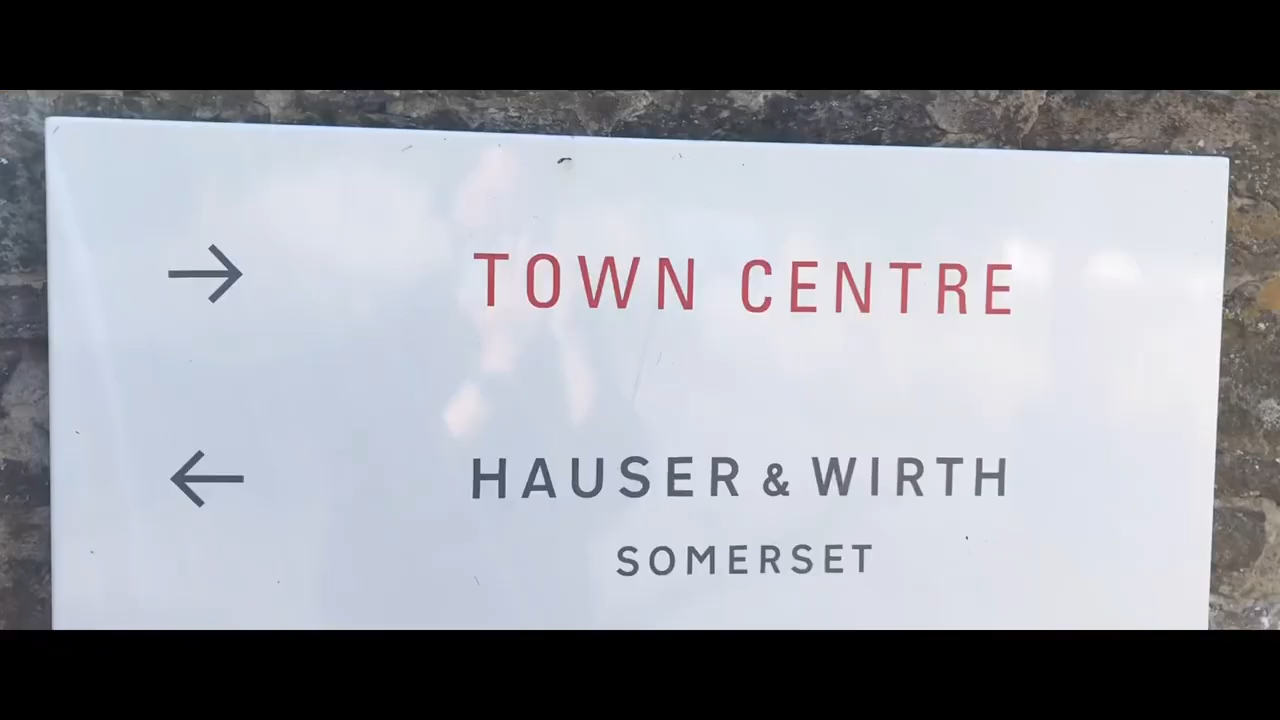 → TOWN CENTRE
← HAUSER & WIRTH
SOMERSET